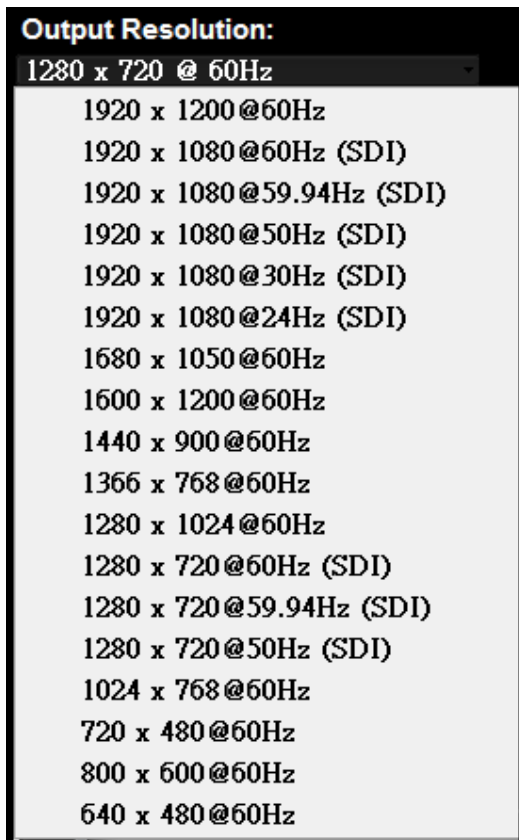 Output Resolution:
1280 x 720 @ 60Hz
1920 x 1200@60Hz
1920 x 1080@60Hz (SDI)
1920 x 1080@59.94Hz (SDI)
1920 x 1080@50Hz (SDI)
1920 x 1080@30Hz (SDI)
1920 x 1080@24Hz (SDI)
1680 x 1050@60Hz
1600 x 1200@60Hz
1440 x 900@60Hz
1366 x 768@60Hz
1280 x 1024@60Hz
1280 x 720@60Hz (SDI)
1280 x 720@59.94Hz (SDI)
1280 x 720@50Hz (SDI)
1024 x 768@60Hz
720 x 480@60Hz
800 x 600@60Hz
640 x 480@60Hz